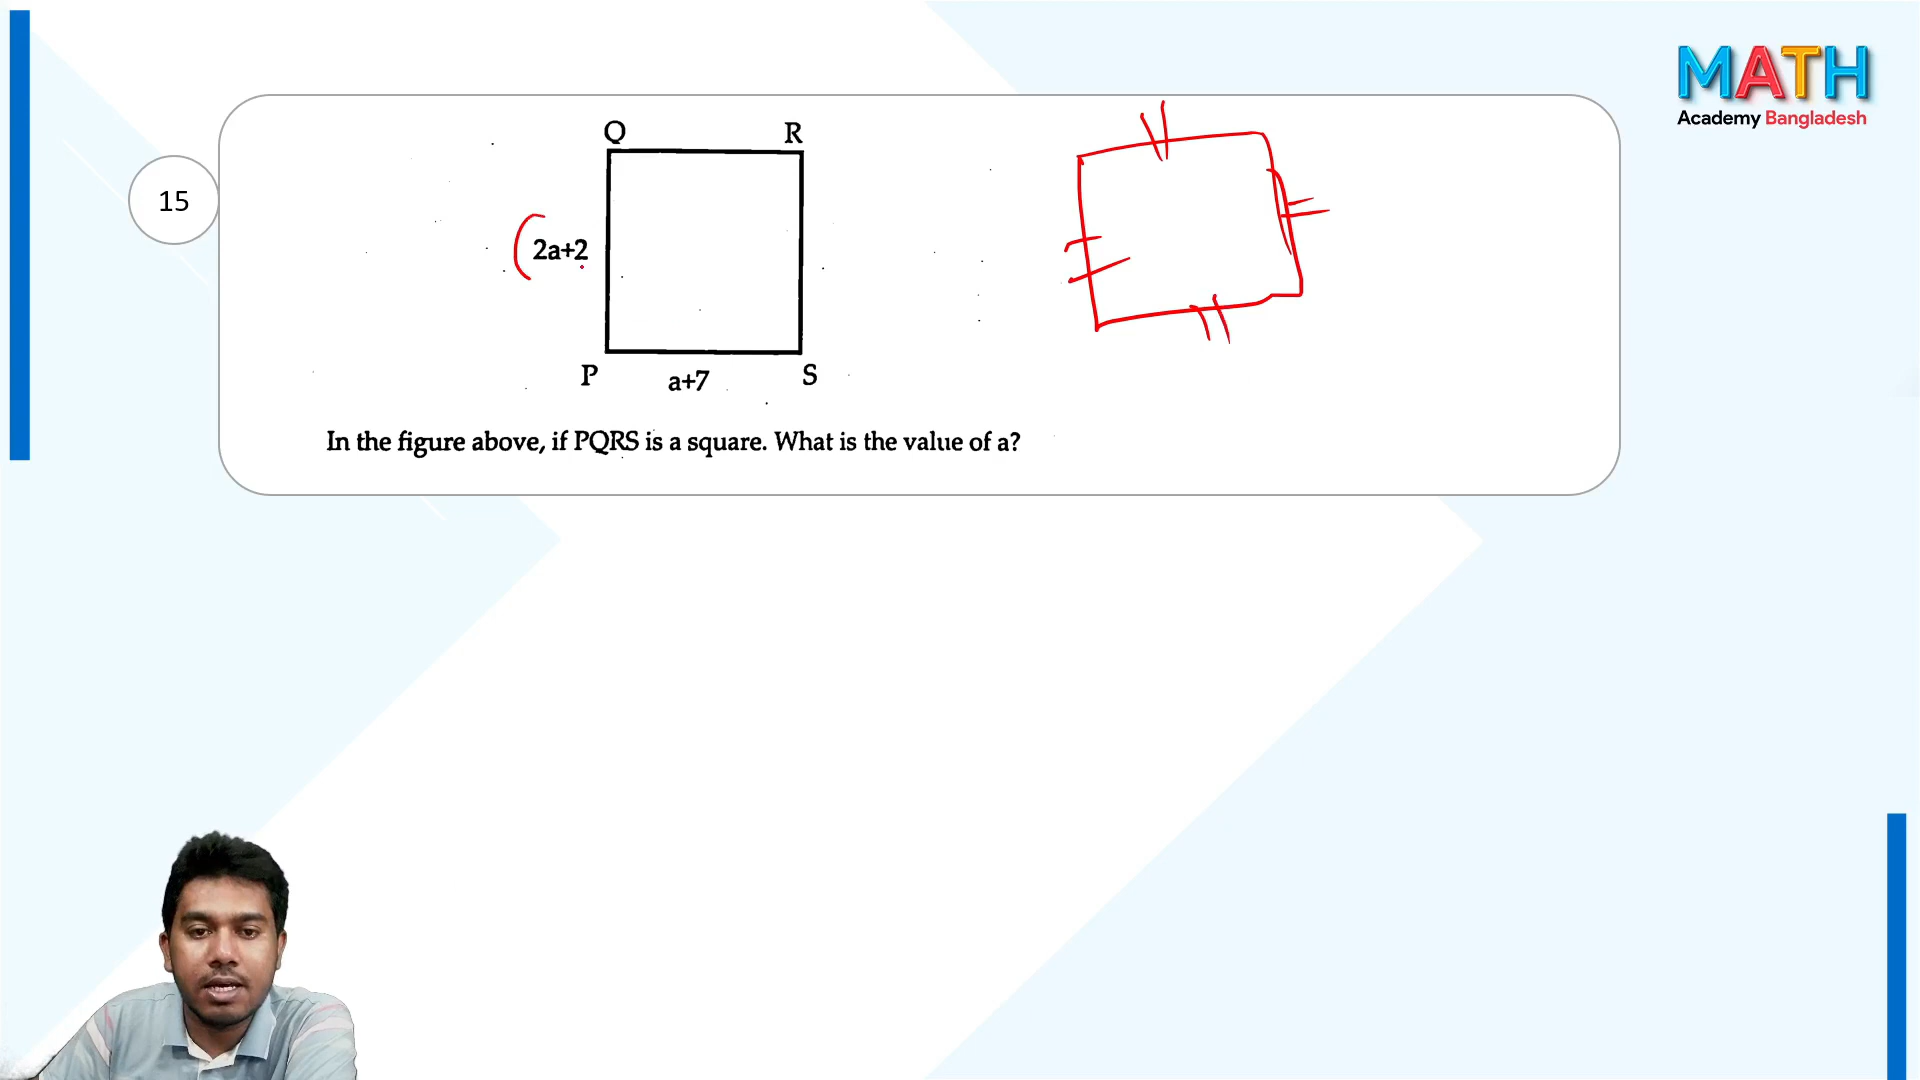 MATH
Academy Bangladesh
15
Q
R
2a+2
P
a+7
S
In the figure above, if PQRS is a square. What is the value of a?